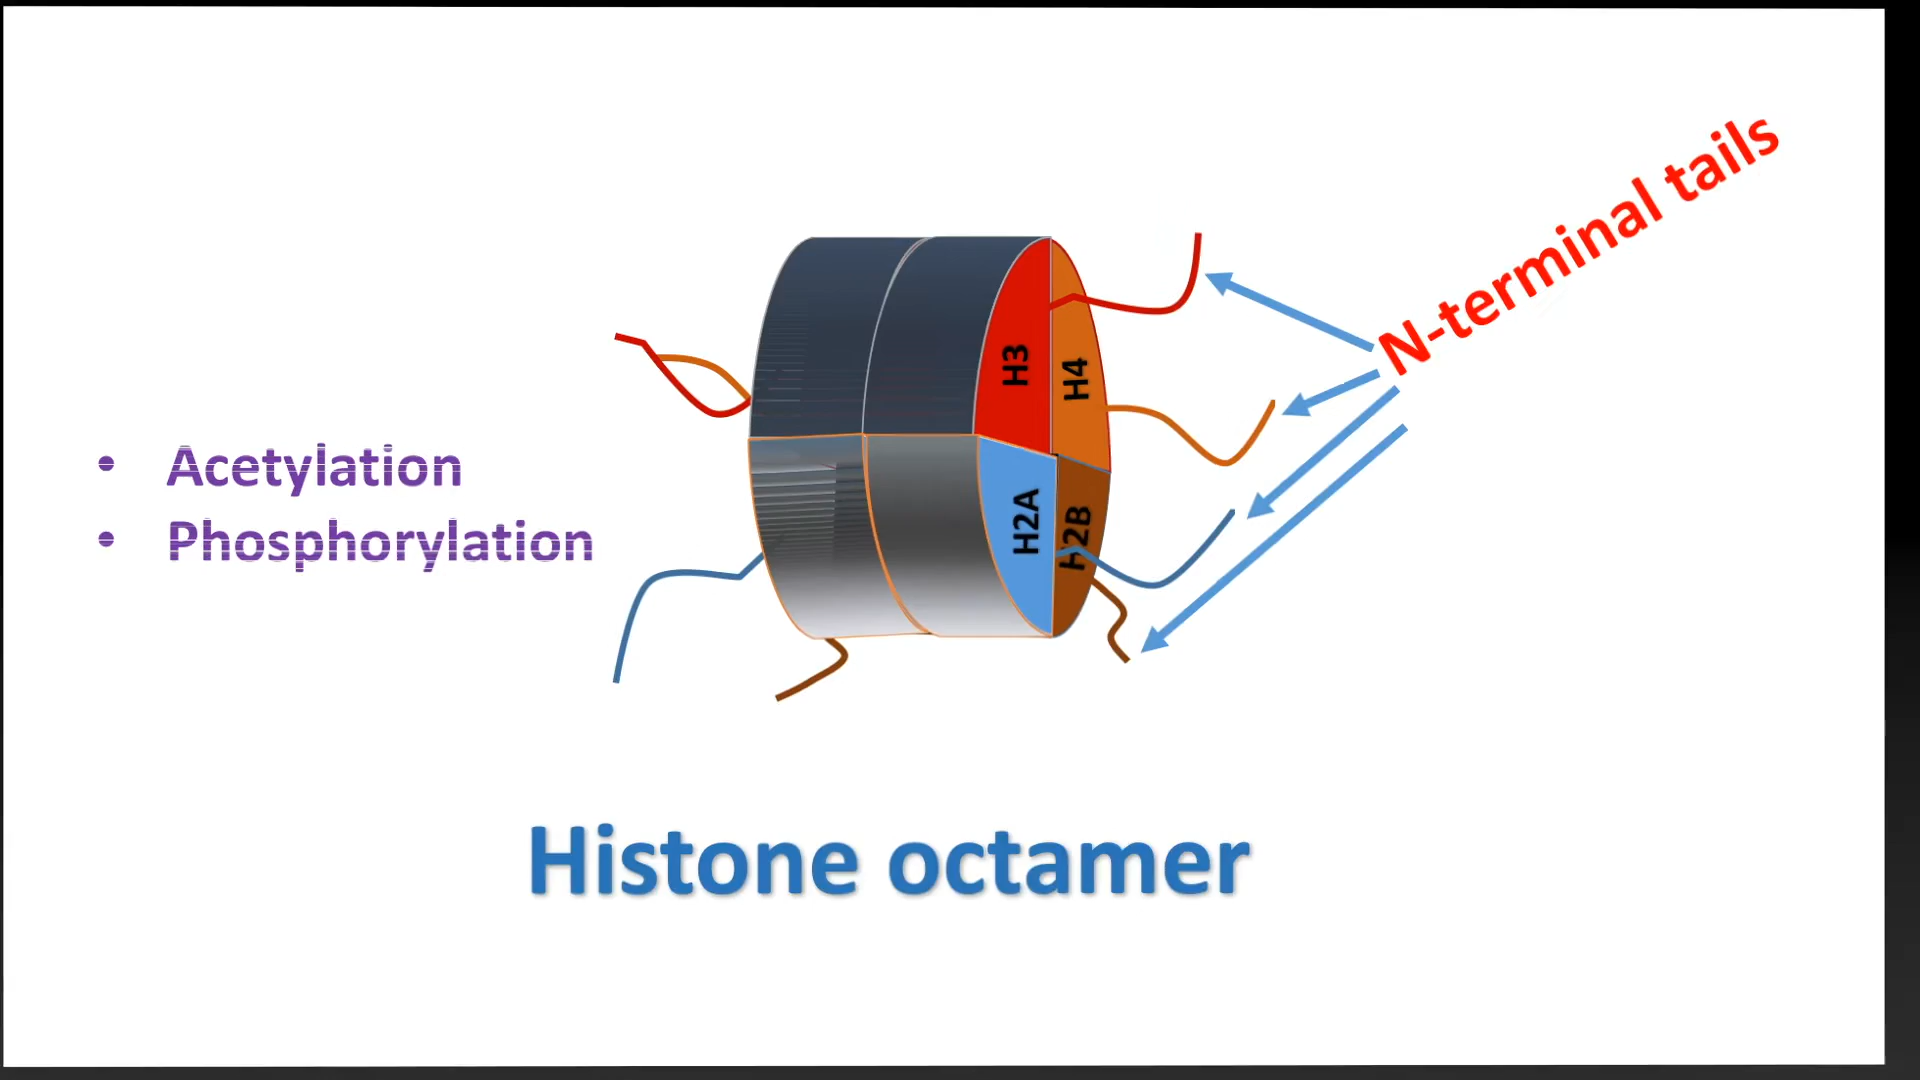 N-terminal tails
H3
H4
• Acetylation
• Phosphorylation
H2A
H2B
Histone octamer